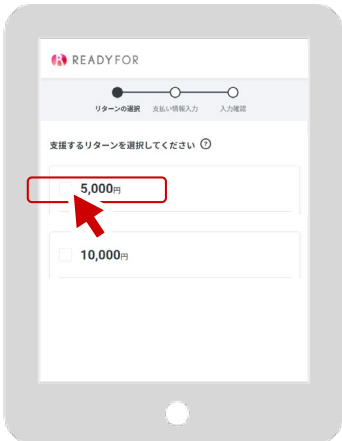 READYFOR
リターンの選択 支払い情報入力 入力確認
支援するリターンを選択してください ?
5,000円
10,000円